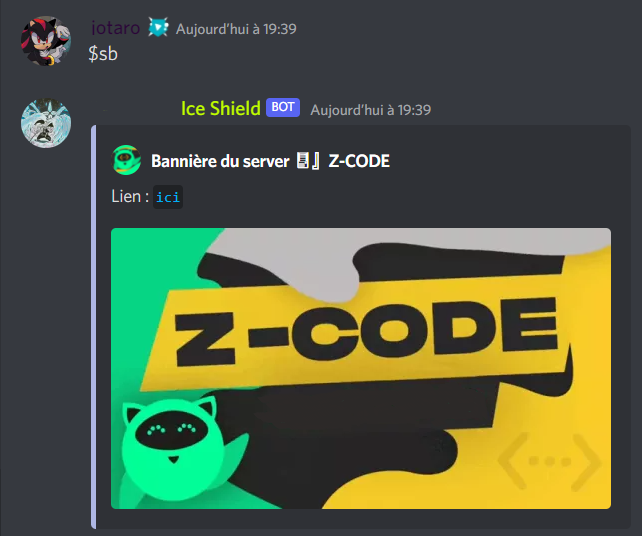 iotaro Aujourd'hui à 19:39
$sb
Ice Shield BOT Aujourd'hui à 19:39
Bannière du server Z-CODE
Lien : ici
Z-CODE